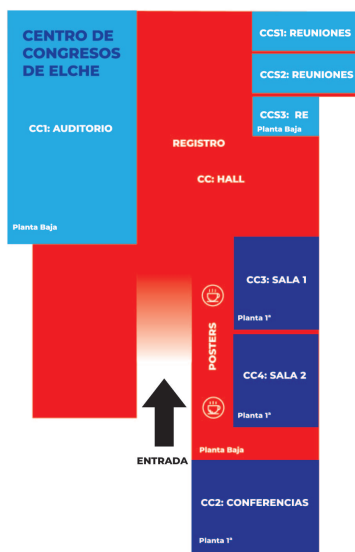 CENTRO DE
CONGRESOS
DE ELCHE
CC1: AUDITORIO
Planta Baja
CCS1: REUNIONES
CCS2: REUNIONES
CCS3: RE
Planta Baja
REGISTRO
CC: HALL
CC3: SALA 1
Planta 1ª
POSTERS
CC4: SALA 2
Planta 1ª
ENTRADA
Planta Baja
CC2: CONFERENCIAS
Planta 1ª